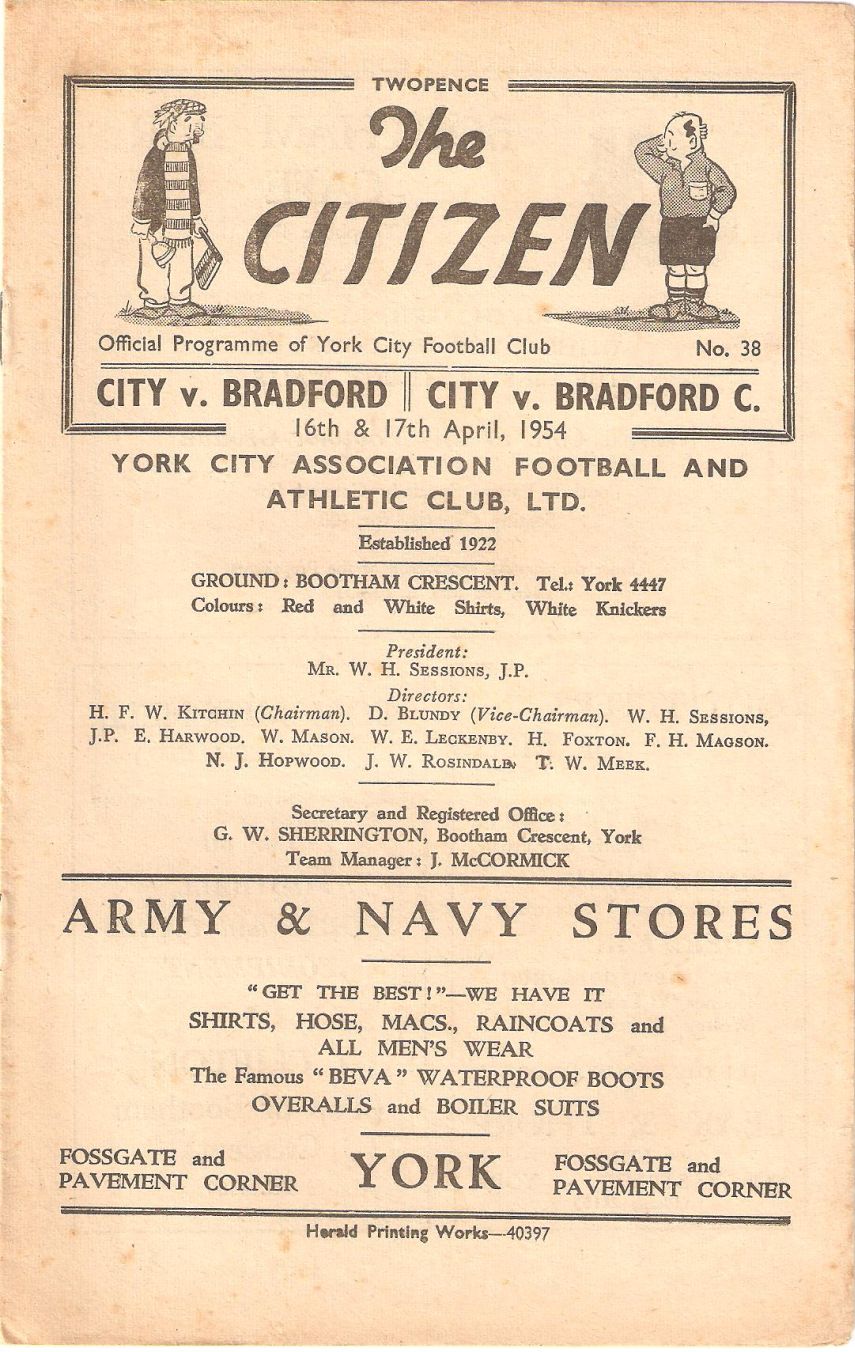 TWOPENCE
The
CITIZEN
Official Programme of York City Football Club No. 38
CITY v. BRADFORD || CITY v. BRADFORD C.
16th & 17th April, 1954
YORK CITY ASSOCIATION FOOTBALL AND
ATHLETIC CLUB, LTD.
Established 1922
GROUND: BOOTHAM CRESCENT. Tel.: York 4447
Colours: Red and White Shirts, White Knickers
President:
MR. W. H. SESSIONS, J.P.
Directors:
H. F. W. KITCHIN (Chairman). D. BLUNDY (Vice-Chairman). W. H. SESSIONS,
J.P. E. HARWOOD. W. MASON. W. E. LECKENBY. H. FOXTON. F. H. MAGSON.
N. J. HOPWOOD. J. W. ROSINDALE. T. W. MEEK.
Secretary and Registered Office:
G. W. SHERRINGTON, Bootham Crescent, York
Team Manager: J. McCORMICK
ARMY & NAVY STORES
"GET THE BEST!"—WE HAVE IT
SHIRTS, HOSE, MACS., RAINCOATS and
ALL MEN'S WEAR
The Famous "BEVA" WATERPROOF BOOTS
OVERALLS and BOILER SUITS
FOSSGATE and
PAVEMENT CORNER
YORK
FOSSGATE and
PAVEMENT CORNER
Herald Printing Works—40397